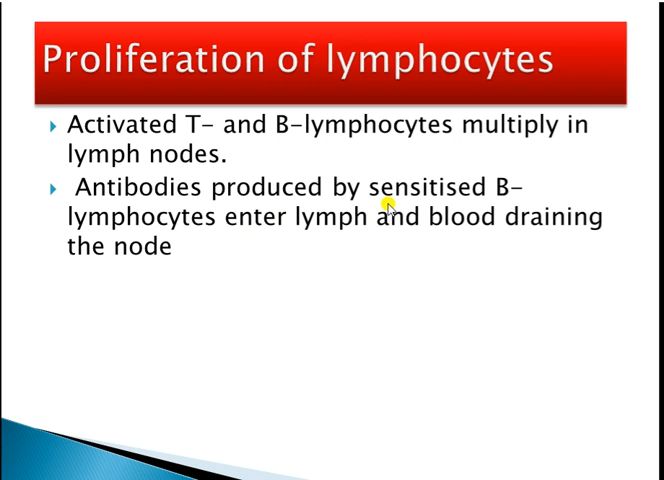 Proliferation of lymphocytes
Activated T- and B-lymphocytes multiply in
lymph nodes.
Antibodies produced by sensitised B-
lymphocytes enter lymph and blood draining
the node